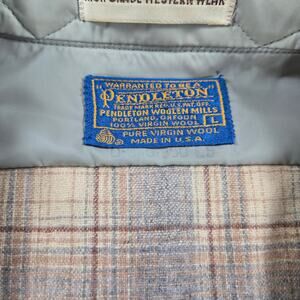 HIGH GRADE WESTERN WEAR
"WARRANTED TO BE A"
PENDLETON
TRADE MARK REG. U.S. PAT. OFF.
PENDLETON WOOLEN MILLS
PORTLAND, OREGON
100% VIRGIN WOOL L
PURE VIRGIN WOOL
MADE IN U.S.A.